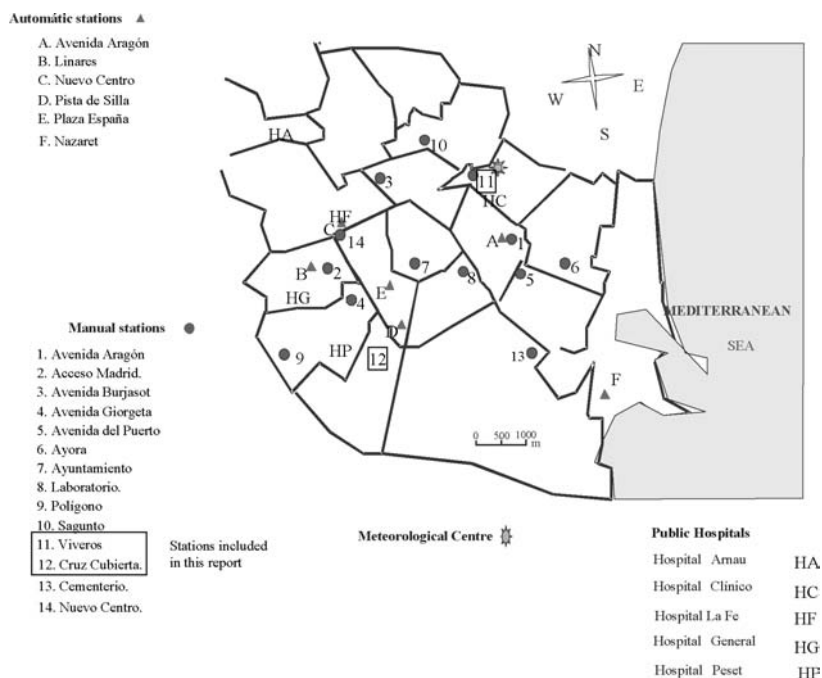 Automátic stations
A. Avenida Aragón
B. Linares
C. Nuevo Centro
D. Pista de Silla
E. Plaza España
F. Nazaret
N
W
E
S
HA
10
3
11
HC
HF
C
14
A
1
B
2
7
8
5
6
HG
4
E
D
HP
12
9
13
F
MEDITERRANEAN
SEA
0 500 1000
m
Manual stations
1. Avenida Aragón
2. Acceso Madrid.
3. Avenida Burjasot
4. Avenida Giorgeta
5. Avenida del Puerto
6. Ayora
7. Ayuntamiento
8. Laboratorio.
9. Polígono
10. Sagunto
11. Viveros
12. Cruz Cubierta.
13. Cementerio.
14. Nuevo Centro.
Stations included
in this report
Meteorological Centre
Public Hospitals
Hospital Arnau HA
Hospital Clínico HC
Hospital La Fe HF
Hospital General HG
Hospital Peset HP